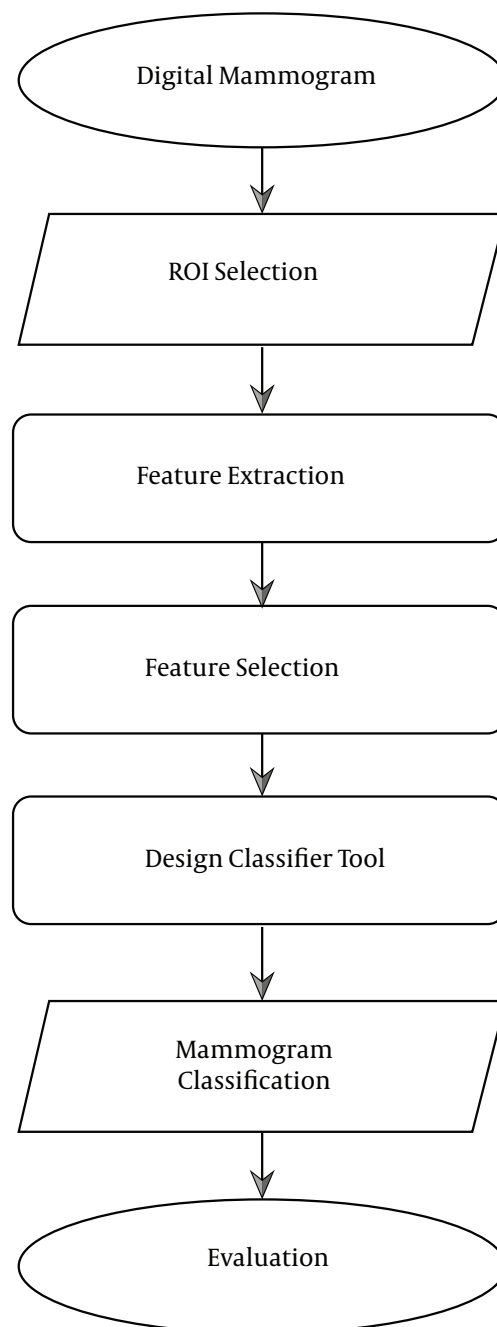 Digital Mammogram
ROI Selection
Feature Extraction
Feature Selection
Design Classifier Tool
Mammogram
Classification
Evaluation